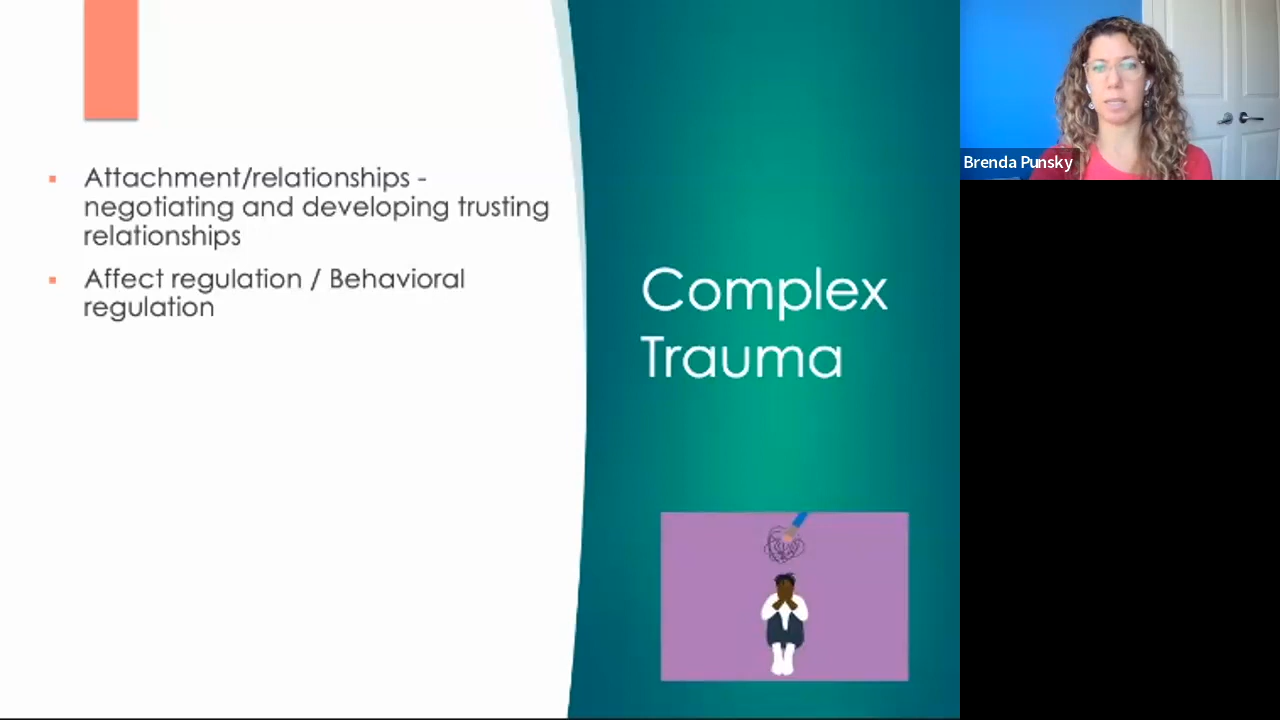 Attachment/relationships -
negotiating and developing trusting
relationships
Affect regulation / Behavioral
regulation
Complex
Trauma
Brenda Punsky